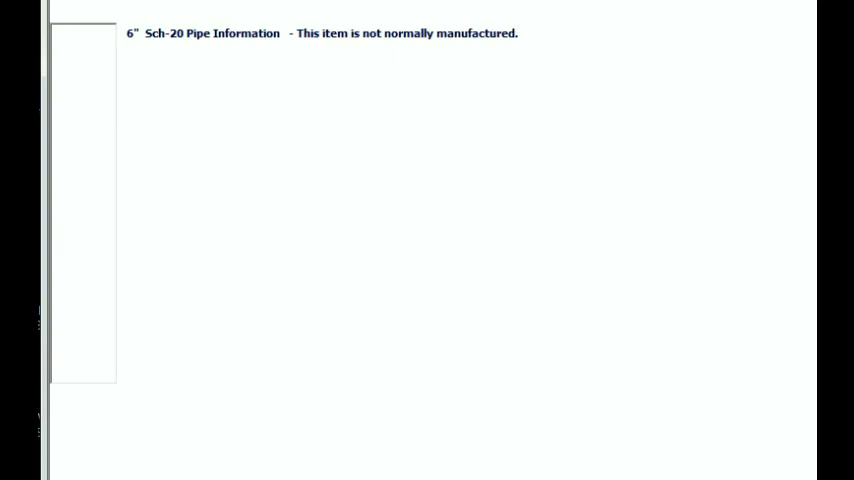 6" Sch-20 Pipe Information - This item is not normally manufactured.